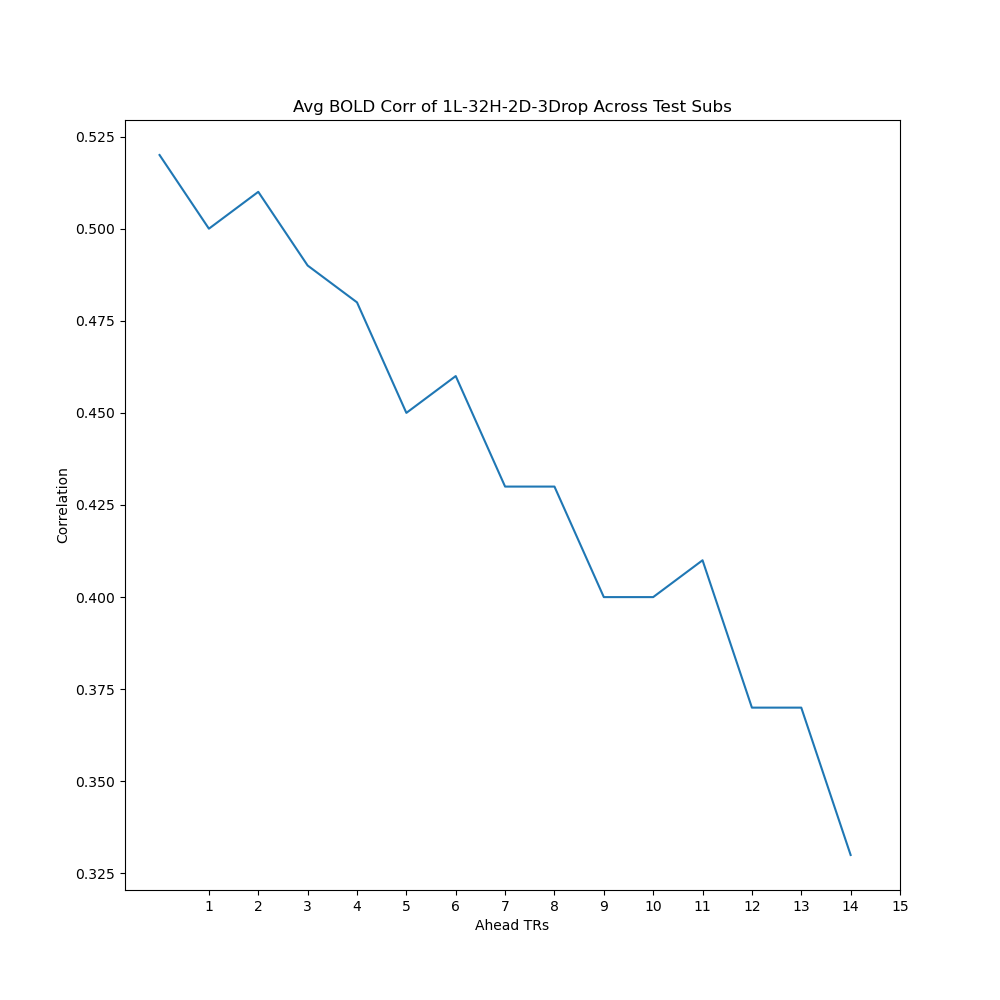 Avg BOLD Corr of 1L-32H-2D-3Drop Across Test Subs
0.525
0.500
0.475
0.450
0.425
0.400
0.375
0.350
0.325
Correlation
1 2 3 4 5 6 7 8 9 10 11 12 13 14 15
Ahead TRs